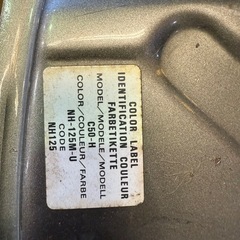 COLOR LABEL
IDENTIFICATION COULEUR
FARBETIKETTE
MODEL/MODELE/MODELL
C50-H
COLOR/COULEUR/FARBE
NH-125M-U
CODE
NH125